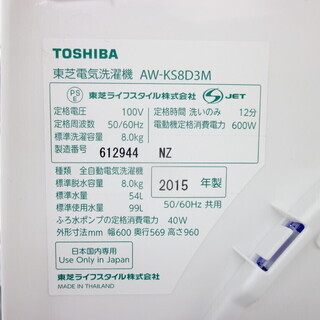 TOSHIBA
東芝電気洗濯機 AW-KS8D3M
PS
E
東芝ライフスタイル株式会社
S JET
定格電圧 100V
定格時間 洗いのみ 12分
定格周波数 50/60Hz
電動機定格消費電力 600W
標準洗濯容量 8.0kg
製造番号 612944 NZ
種類 全自動電気洗濯機
標準脱水容量 8.0kg
2015 年製
標準水量 54L
標準使用水量 99L
50/60Hz 共用
ふろ水ポンプの定格消費電力 40W
外形寸法mm 幅600 奥行569 高さ960
日本国内専用
Use Only in Japan
東芝ライフスタイル株式会社
MADE IN THAILAND